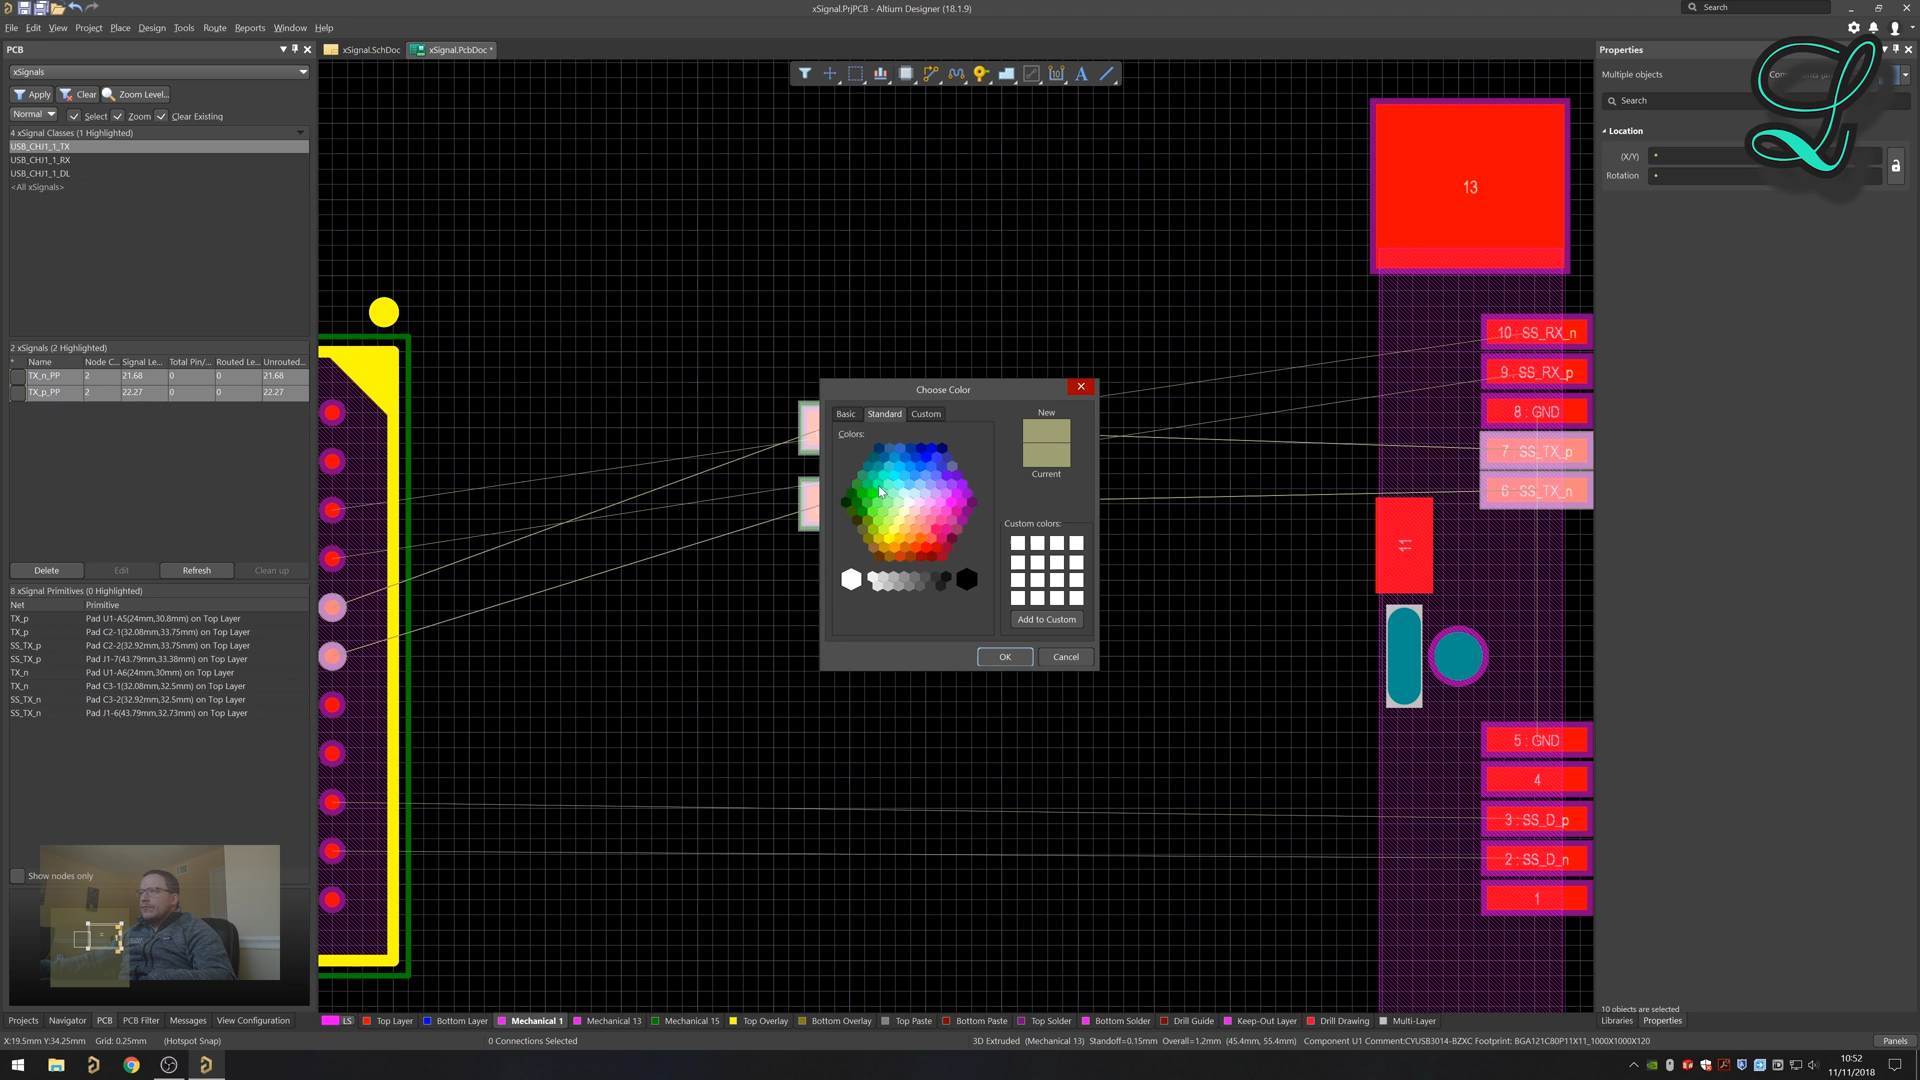 xSignal.PrjPCB - Altium Designer (18.1.9)
Search
File Edit View Project Place Design Tools Route Reports Window Help
PCB
xSignals
Apply Clear Zoom Level...
Normal Select Zoom Clear Existing
4 xSignal Classes (1 Highlighted)
USB_CHJ1_1_TX
USB_CHJ1_1_RX
USB_CHJ1_1_DL
<All xSignals>
2 xSignals (2 Highlighted)
* Name Node C... Signal Le... Total Pin/... Routed Le... Unrouted...
TX_n_PP 2 21.68 0 0 21.68
TX_p_PP 2 22.27 0 0 22.27
Delete Edit Refresh Clean up
8 xSignal Primitives (0 Highlighted)
Net Primitive
TX_p Pad U1-A5(24mm,30.8mm) on Top Layer
TX_p Pad C2-1(32.08mm,33.75mm) on Top Layer
SS_TX_p Pad C2-2(32.92mm,33.75mm) on Top Layer
SS_TX_p Pad J1-7(43.79mm,33.38mm) on Top Layer
TX_n Pad U1-A6(24mm,30mm) on Top Layer
TX_n Pad C3-1(32.08mm,32.5mm) on Top Layer
SS_TX_n Pad C3-2(32.92mm,32.5mm) on Top Layer
SS_TX_n Pad J1-6(43.79mm,32.73mm) on Top Layer
Show nodes only
Projects Navigator PCB PCB Filter Messages View Configuration
xSignal.SchDoc xSignal.PcbDoc *
Choose Color
Basic Standard Custom
Colors:
New
Current
Custom colors:
Add to Custom
OK Cancel
13
10 : SS_RX_n
9 : SS_RX_p
8 : GND
7 : SS_TX_p
6 : SS_TX_n
11
5 : GND
4
3 : SS_D_p
2 : SS_D_n
1
Properties
Multiple objects
Search
Location
(X/Y) *
Rotation *
10 objects are selected
Libraries Properties
LS Top Layer Bottom Layer Mechanical 1 Mechanical 13 Mechanical 15 Top Overlay Bottom Overlay Top Paste Bottom Paste Top Solder Bottom Solder Drill Guide Keep-Out Layer Drill Drawing Multi-Layer
X:19.5mm Y:34.25mm Grid: 0.25mm (Hotspot Snap) 0 Connections Selected 3D Extruded (Mechanical 13) Standoff=0.15mm Overall=1.2mm (45.4mm, 55.4mm) Component U1 Comment:CYUSB3014-BZXC Footprint: BGA121C80P11X11_1000X1000X120 Panels
10:52
11/11/2018